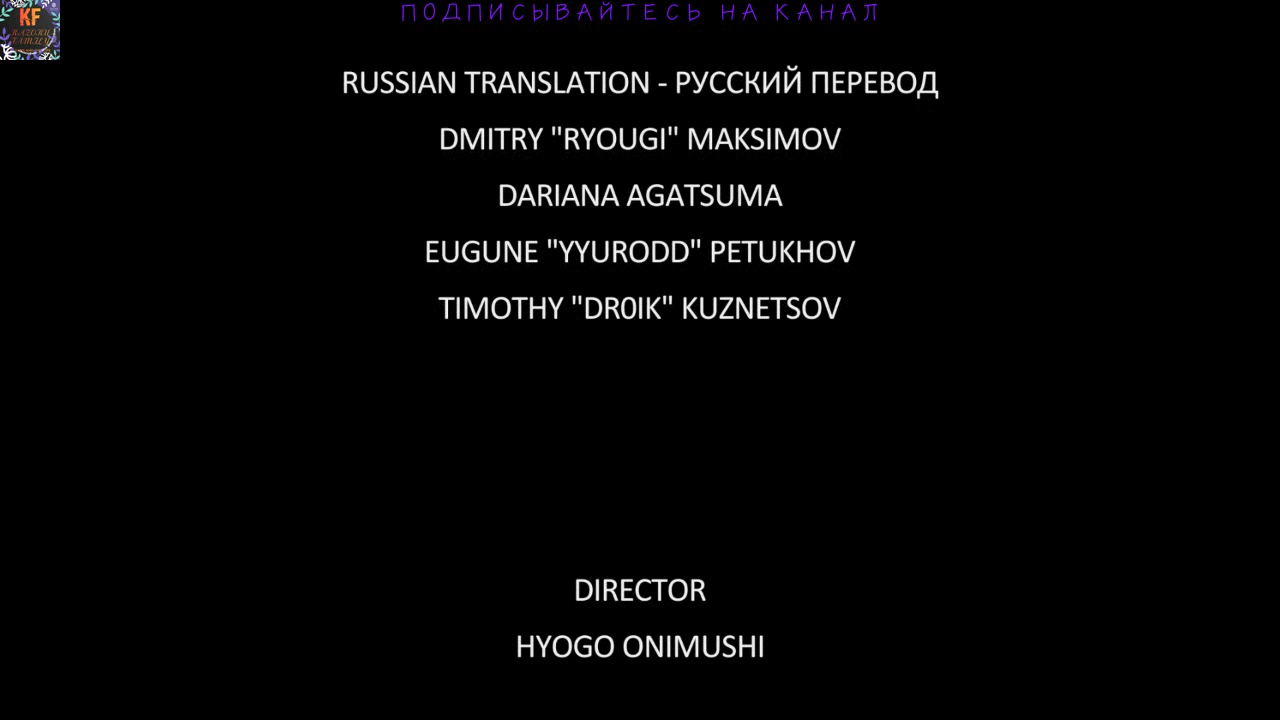 ПОДПИСЫВАЙТЕСЬ НА КАНАЛ
KF
RUSSIAN TRANSLATION - РУССКИЙ ПЕРЕВОД
DMITRY "RYOUGI" MAKSIMOV
DARIANA AGATSUMA
EUGUNE "YYURODD" PETUKHOV
TIMOTHY "DR0IK" KUZNETSOV
DIRECTOR
HYOGO ONIMUSHI